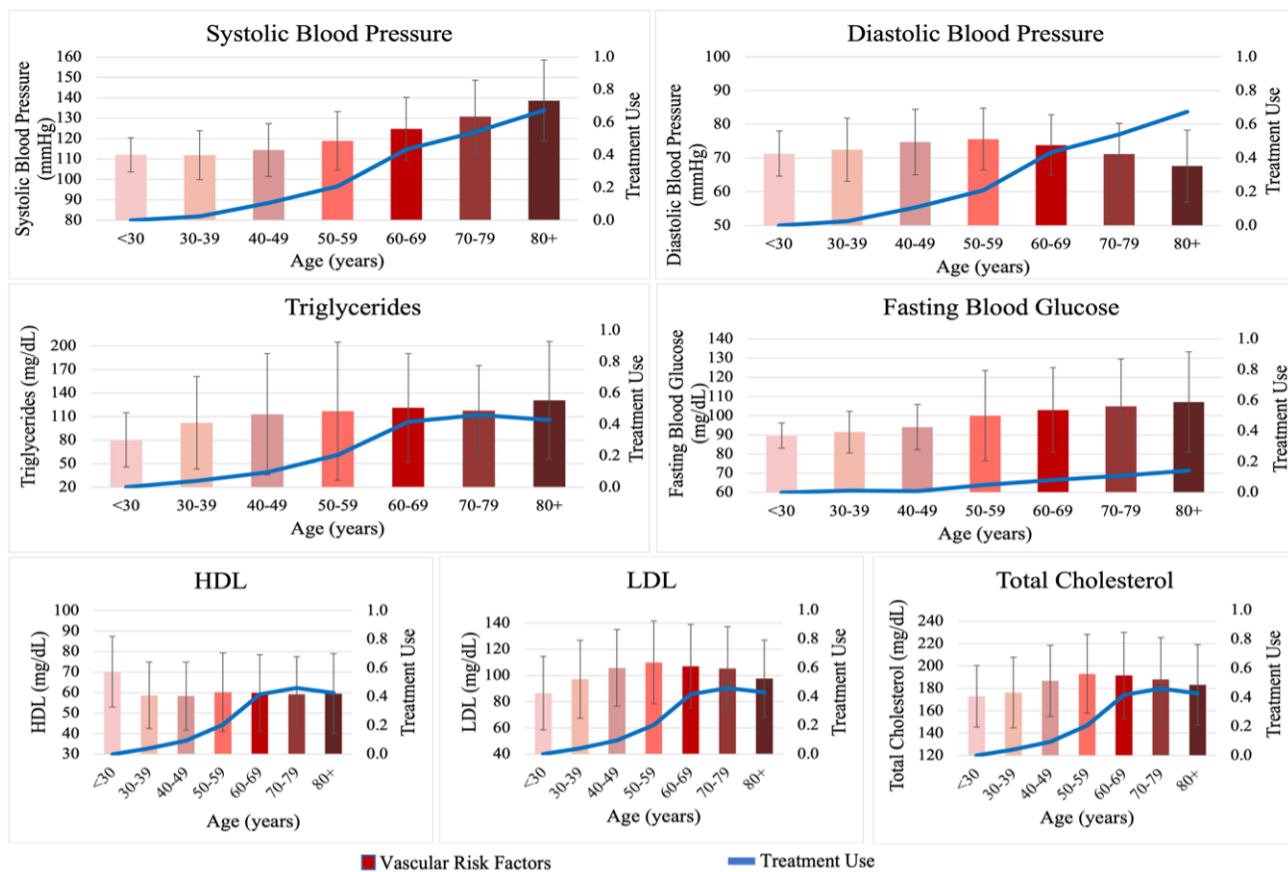 Systolic Blood Pressure
Systolic Blood Pressure
(mmHg)
160
150
140
130
120
110
100
90
80
1.0
0.8
0.6
0.4
0.2
0.0
Treatment Use
<30 30-39 40-49 50-59 60-69 70-79 80+
Age (years)
Diastolic Blood Pressure
Diastolic Blood Pressure
(mmHg)
100
90
80
70
60
50
1.0
0.8
0.6
0.4
0.2
0.0
Treatment Use
<30 30-39 40-49 50-59 60-69 70-79 80+
Age (years)
Triglycerides
Triglycerides (mg/dL)
200
170
140
110
80
50
20
1.0
0.8
0.6
0.4
0.2
0.0
Treatment Use
<30 30-39 40-49 50-59 60-69 70-79 80+
Age (years)
Fasting Blood Glucose
Fasting Blood Glucose
(mg/dL)
140
130
120
110
100
90
80
70
60
1.0
0.8
0.6
0.4
0.2
0.0
Treatment Use
<30 30-39 40-49 50-59 60-69 70-79 80+
Age (years)
HDL
HDL (mg/dL)
100
90
80
70
60
50
40
30
1.0
0.8
0.6
0.4
0.2
0.0
Treatment Use
<30 30-39 40-49 50-59 60-69 70-79 80+
Age (years)
LDL
LDL (mg/dL)
140
120
100
80
60
40
1.0
0.8
0.6
0.4
0.2
0.0
Treatment Use
<30 30-39 40-49 50-59 60-69 70-79 80+
Age (years)
Total Cholesterol
Total Cholesterol (mg/dL)
240
220
200
180
160
140
120
1.0
0.8
0.6
0.4
0.2
0.0
Treatment Use
<30 30-39 40-49 50-59 60-69 70-79 80+
Age (years)
Vascular Risk Factors
Treatment Use